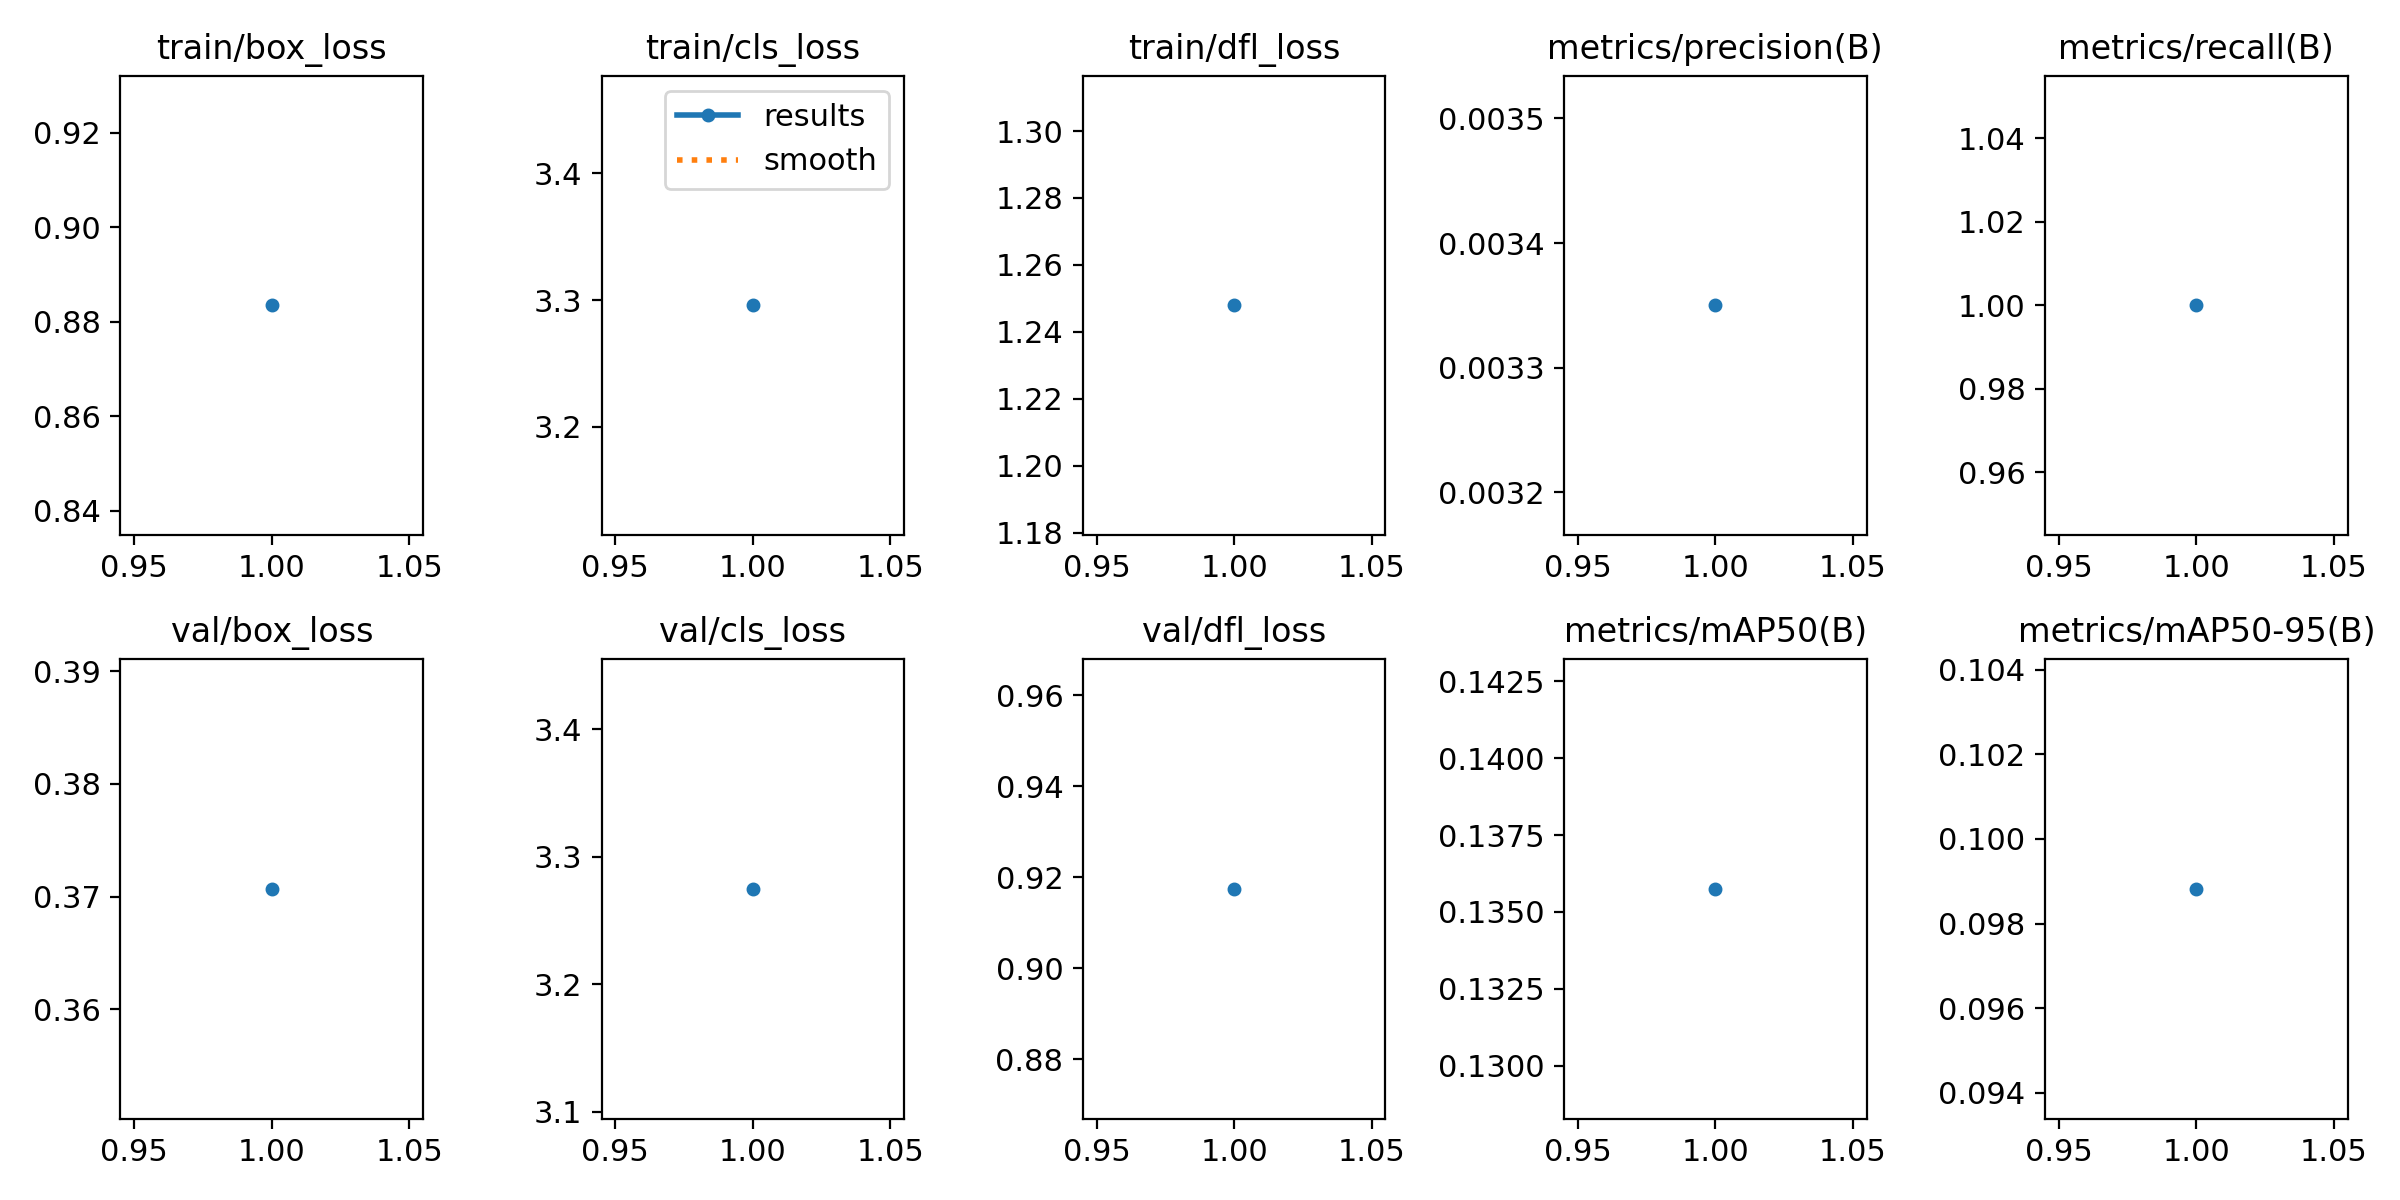 train/box_loss
0.92
0.90
0.88
0.86
0.84
0.95 1.00 1.05
train/cls_loss
results
smooth
3.4
3.3
3.2
0.95 1.00 1.05
train/dfl_loss
1.30
1.28
1.26
1.24
1.22
1.20
1.18
0.95 1.00 1.05
metrics/precision(B)
0.0035
0.0034
0.0033
0.0032
0.95 1.00 1.05
metrics/recall(B)
1.04
1.02
1.00
0.98
0.96
0.95 1.00 1.05
val/box_loss
0.39
0.38
0.37
0.36
0.95 1.00 1.05
val/cls_loss
3.4
3.3
3.2
3.1
0.95 1.00 1.05
val/dfl_loss
0.96
0.94
0.92
0.90
0.88
0.95 1.00 1.05
metrics/mAP50(B)
0.1425
0.1400
0.1375
0.1350
0.1325
0.1300
0.95 1.00 1.05
metrics/mAP50-95(B)
0.104
0.102
0.100
0.098
0.096
0.094
0.95 1.00 1.05